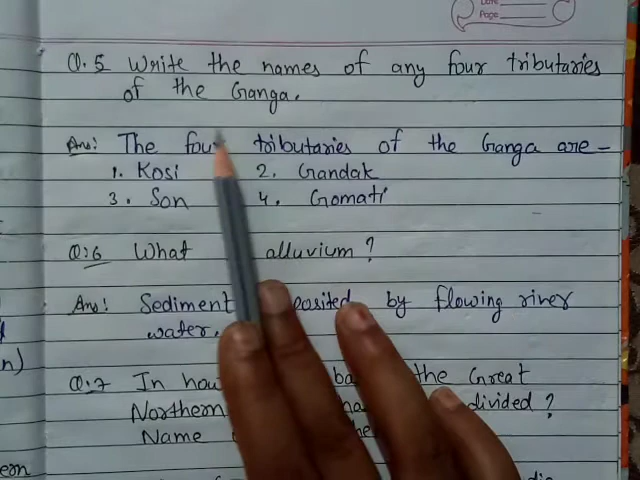 Date
Page
Q.5 Write the names of any four tributaries
of the Ganga.
Ans: The four tributaries of the Ganga are-
1. Kosi 2. Gandak
3. Son 4. Gomati
Q:6 What alluvium?
Ans: Sediment by flowing river
water.
n)
Q:7 In the Great
Northern divided?
Name